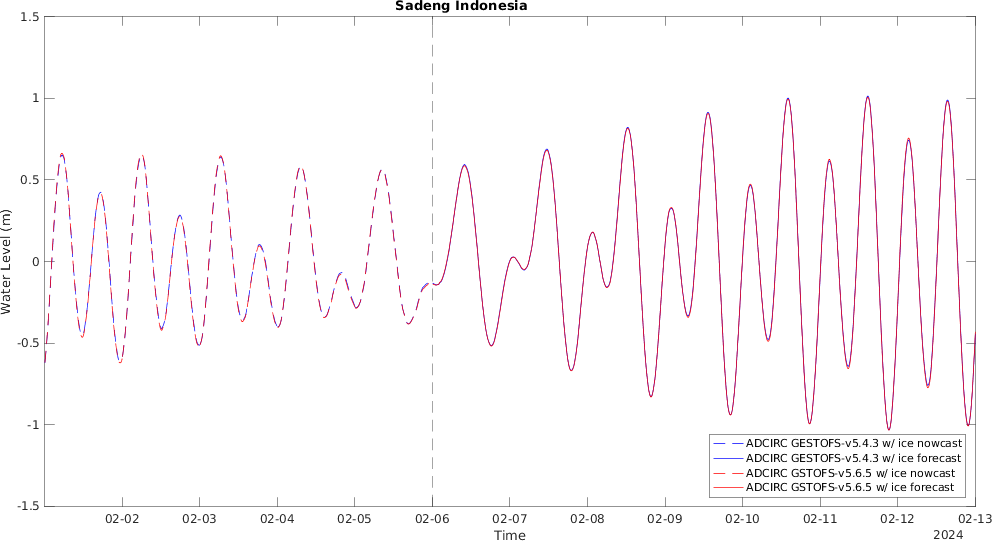 Sadeng Indonesia
1.5
1
0.5
0
-0.5
-1
-1.5
Water Level (m)
02-02 02-03 02-04 02-05 02-06 02-07 02-08 02-09 02-10 02-11 02-12 02-13
Time
2024
ADCIRC GESTOFS-v5.4.3 w/ ice nowcast
ADCIRC GESTOFS-v5.4.3 w/ ice forecast
ADCIRC GSTOFS-v5.6.5 w/ ice nowcast
ADCIRC GSTOFS-v5.6.5 w/ ice forecast